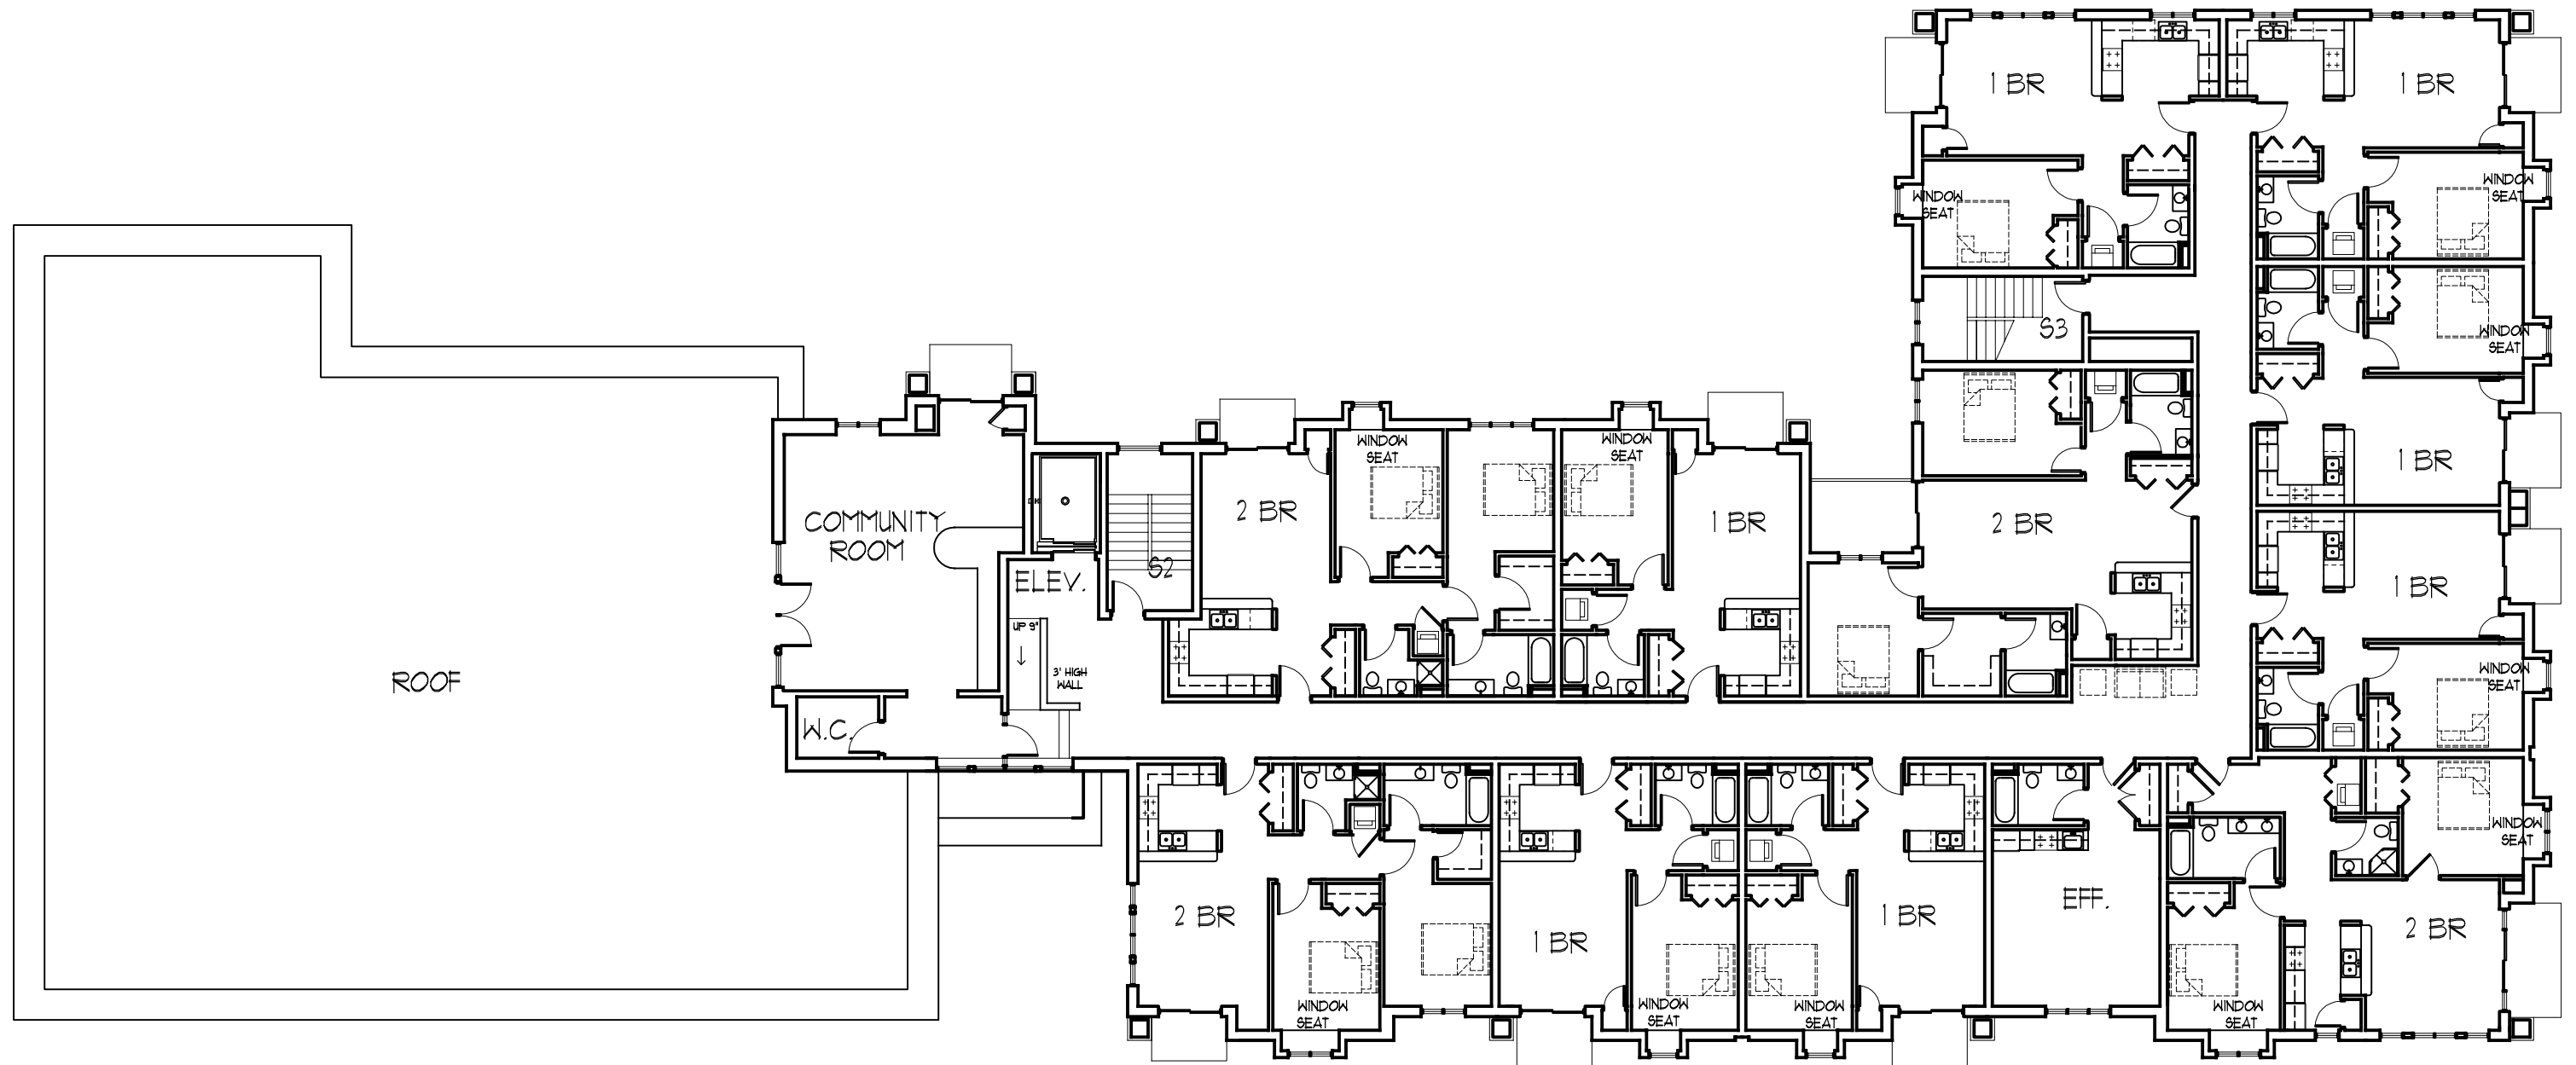 1 BR
1 BR
WINDOW
SEAT
WINDOW
SEAT
S3
WINDOW
SEAT
WINDOW
SEAT
WINDOW
SEAT
1 BR
2 BR
1 BR
2 BR
COMMUNITY
ROOM
S2
ELEV.
1 BR
UP 9"
3' HIGH
WALL
ROOF
WINDOW
SEAT
W.C.
WINDOW
SEAT
EFF.
2 BR
1 BR
2 BR
1 BR
WINDOW
SEAT
WINDOW
SEAT
WINDOW
SEAT
WINDOW
SEAT